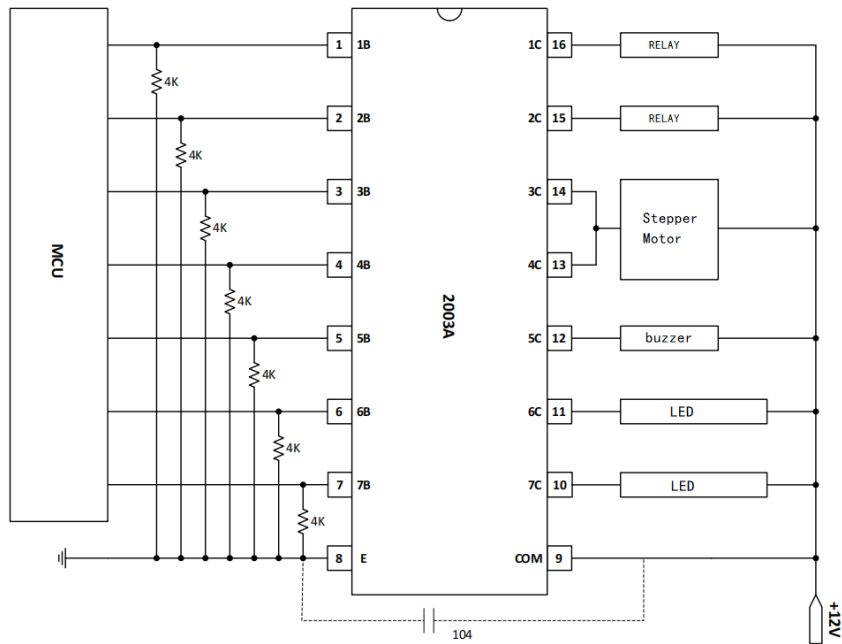 1 1B 1C 16 RELAY
4K
2 2B 2C 15 RELAY
4K
3 3B 3C 14
4K
Stepper
Motor
MCU
4 4B 4C 13
4K
2003A
5 5B 5C 12 buzzer
4K
6 6B 6C 11 LED
4K
7 7B 7C 10 LED
4K
8 E COM 9
104
+12V